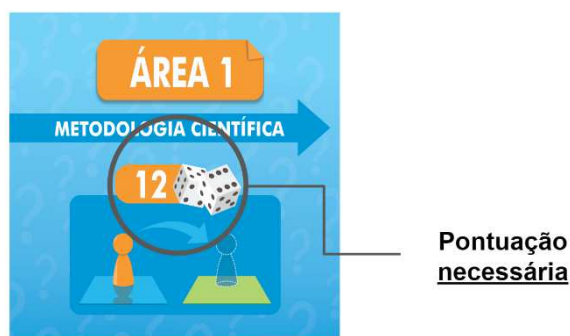 ÁREA 1
METODOLOGIA CIENTÍFICA
12
Pontuação
necessária